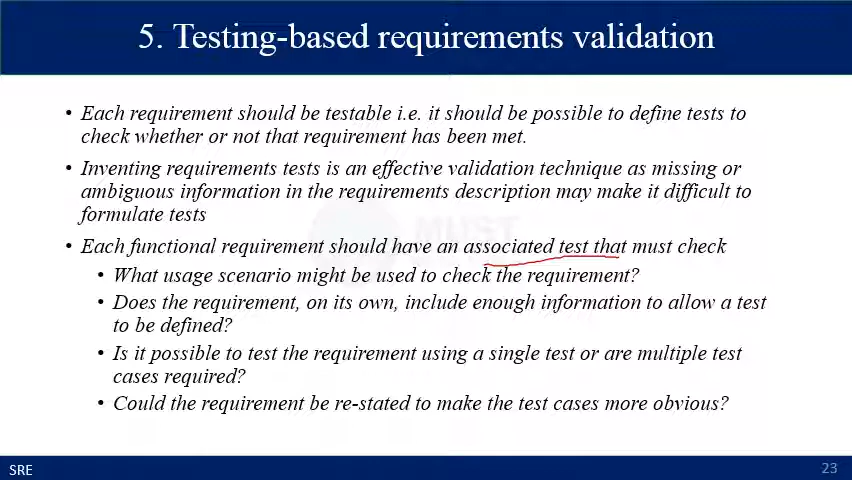 5. Testing-based requirements validation
• Each requirement should be testable i.e. it should be possible to define tests to
check whether or not that requirement has been met.
• Inventing requirements tests is an effective validation technique as missing or
ambiguous information in the requirements description may make it difficult to
formulate tests
• Each functional requirement should have an associated test that must check
• What usage scenario might be used to check the requirement?
• Does the requirement, on its own, include enough information to allow a test
to be defined?
• Is it possible to test the requirement using a single test or are multiple test
cases required?
• Could the requirement be re-stated to make the test cases more obvious?
SRE
23